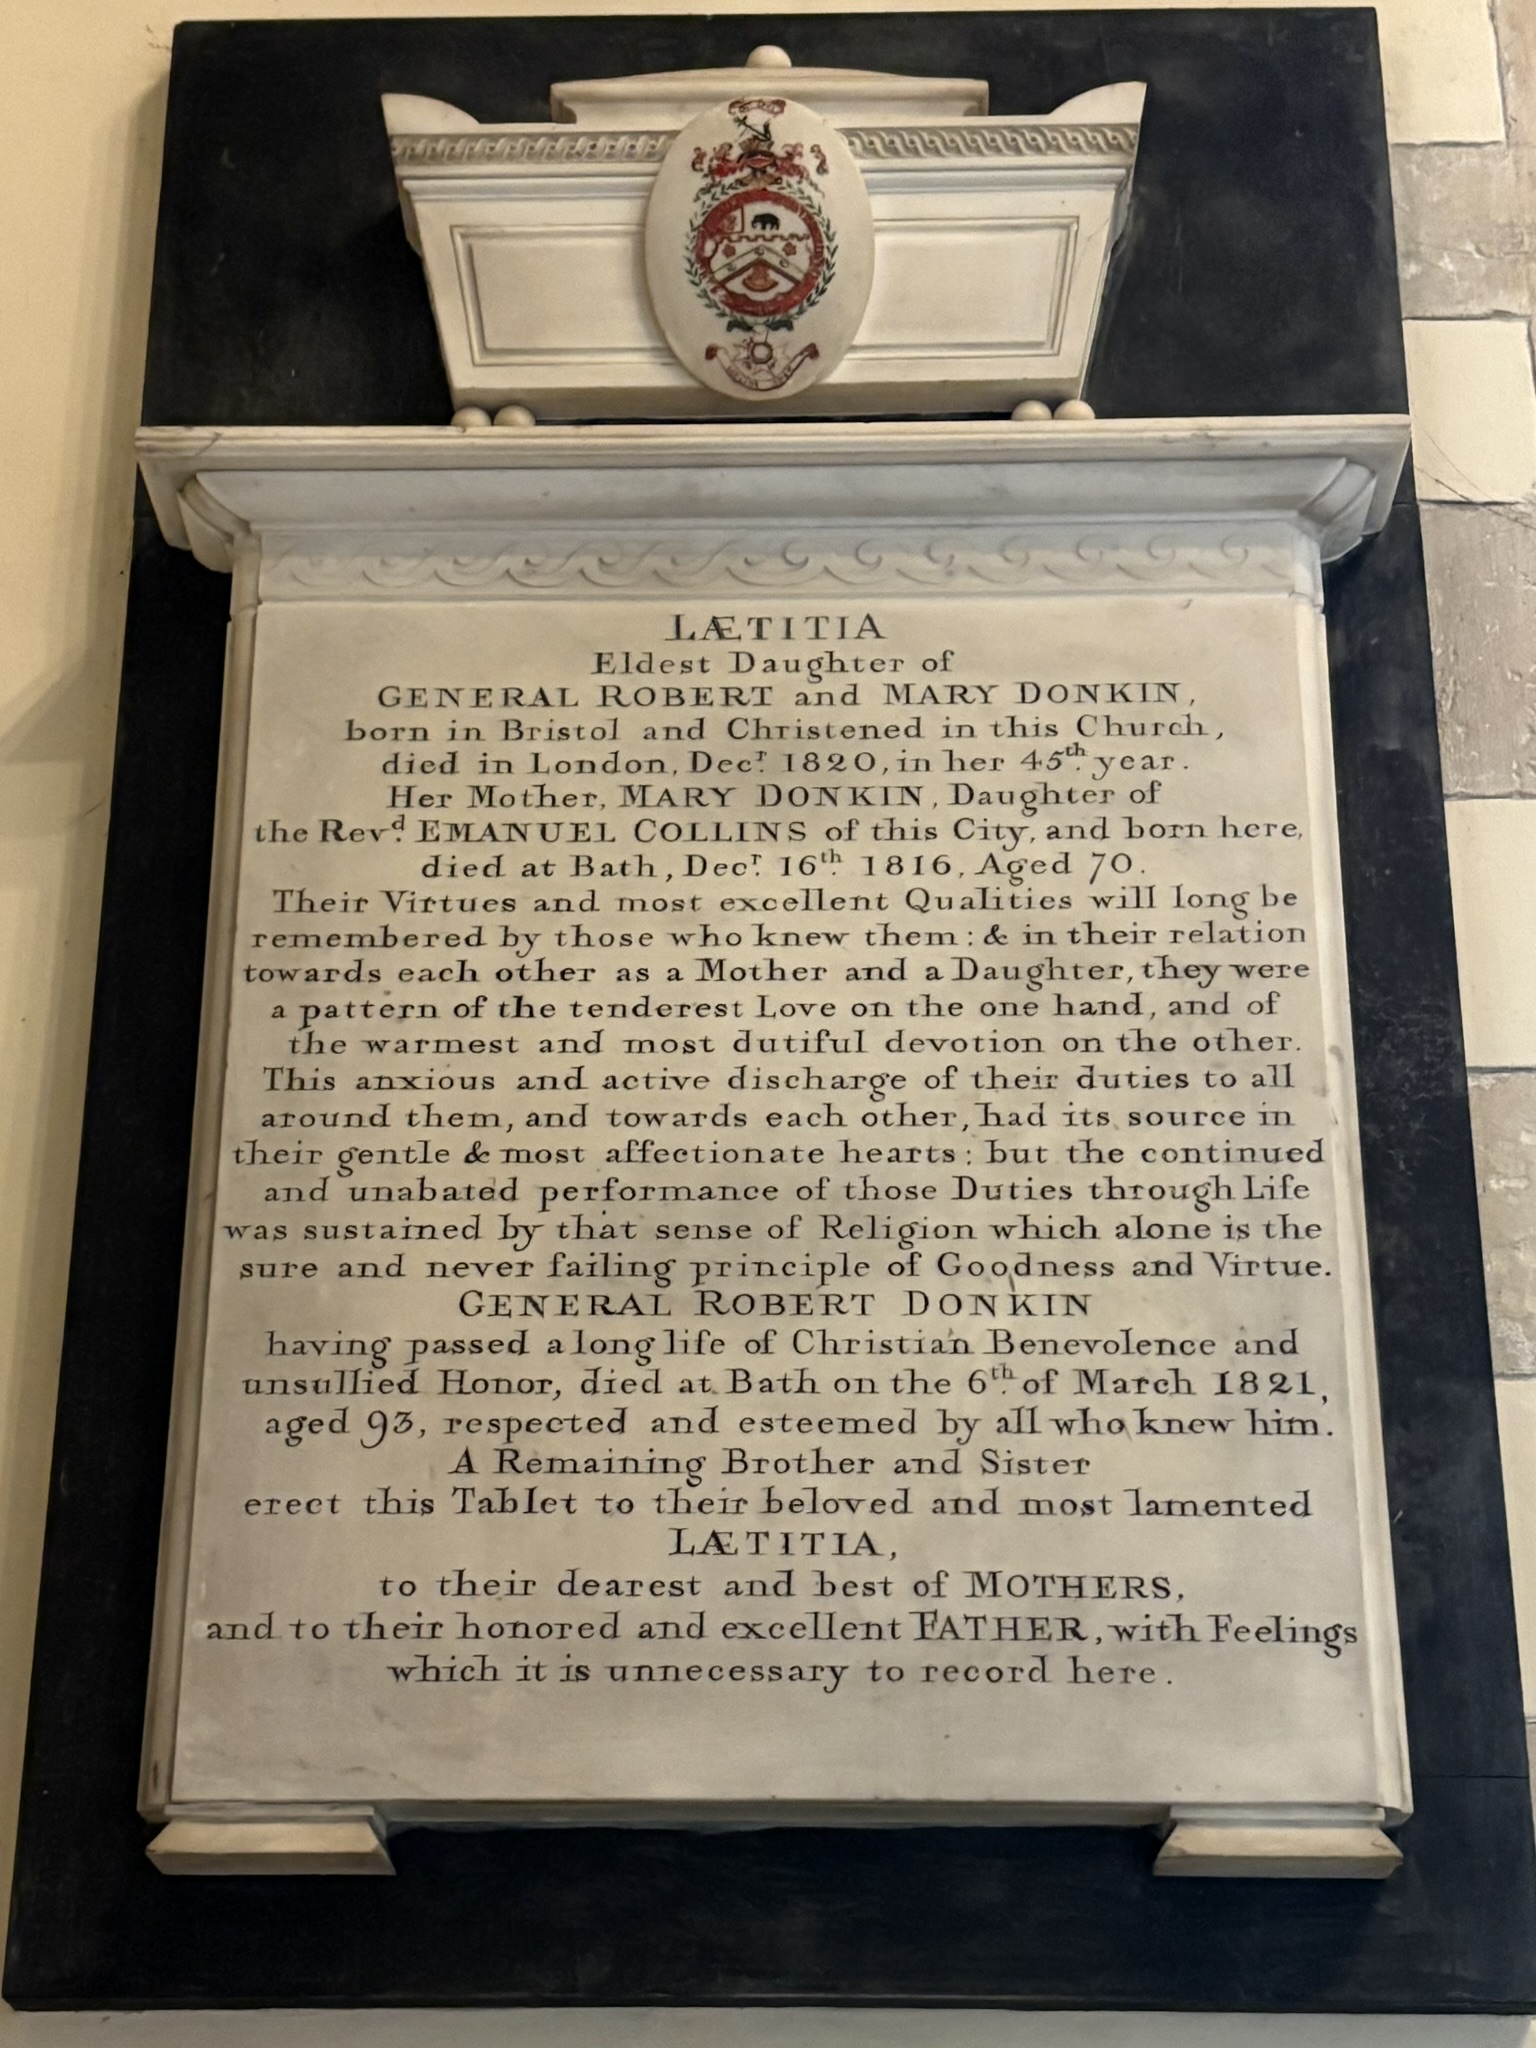 LÆTITIA
Eldest Daughter of
GENERAL ROBERT and MARY DONKIN,
born in Bristol and Christened in this Church,
died in London, Decr. 1820, in her 45th. year.
Her Mother, MARY DONKIN, Daughter of
the Revd. EMANUEL COLLINS of this City, and born here,
died at Bath, Decr. 16th. 1816, Aged 70.
Their Virtues and most excellent Qualities will long be
remembered by those who knew them: & in their relation
towards each other as a Mother and a Daughter, they were
a pattern of the tenderest Love on the one hand, and of
the warmest and most dutiful devotion on the other.
This anxious and active discharge of their duties to all
around them, and towards each other, had its source in
their gentle & most affectionate hearts: but the continued
and unabated performance of those Duties through Life
was sustained by that sense of Religion which alone is the
sure and never failing principle of Goodness and Virtue.
GENERAL ROBERT DONKIN
having passed a long life of Christian Benevolence and
unsullied Honor, died at Bath on the 6th. of March 1821,
aged 93, respected and esteemed by all who knew him.
A Remaining Brother and Sister
erect this Tablet to their beloved and most lamented
LÆTITIA,
to their dearest and best of MOTHERS,
and to their honored and excellent FATHER, with Feelings
which it is unnecessary to record here.